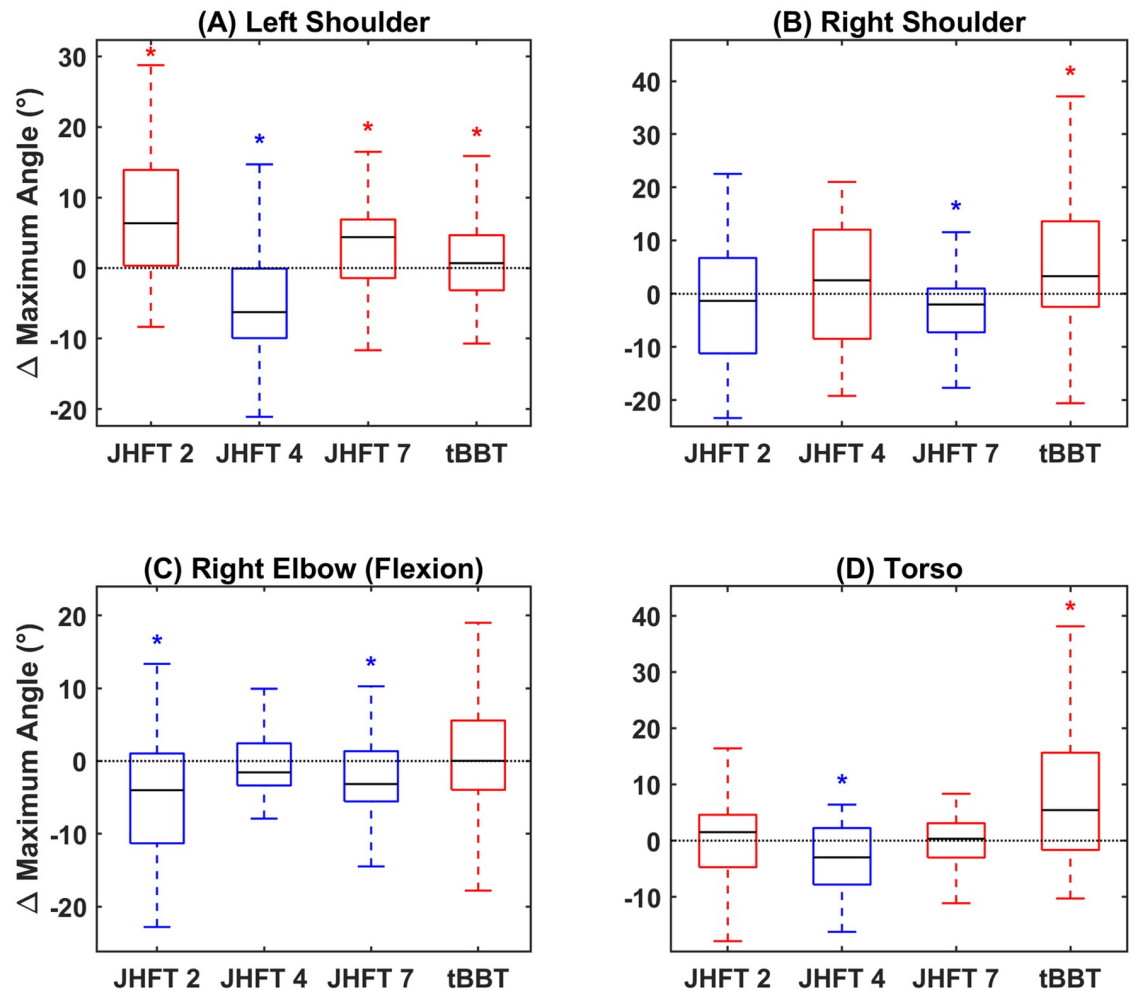 (A) Left Shoulder
Δ Maximum Angle (°)
30
20
10
0
-10
-20
JHFT 2 JHFT 4 JHFT 7 tBBT
* * * *
(B) Right Shoulder
40
30
20
10
0
-10
-20
JHFT 2 JHFT 4 JHFT 7 tBBT
* *
(C) Right Elbow (Flexion)
Δ Maximum Angle (°)
20
10
0
-10
-20
JHFT 2 JHFT 4 JHFT 7 tBBT
* *
(D) Torso
40
30
20
10
0
-10
JHFT 2 JHFT 4 JHFT 7 tBBT
* *